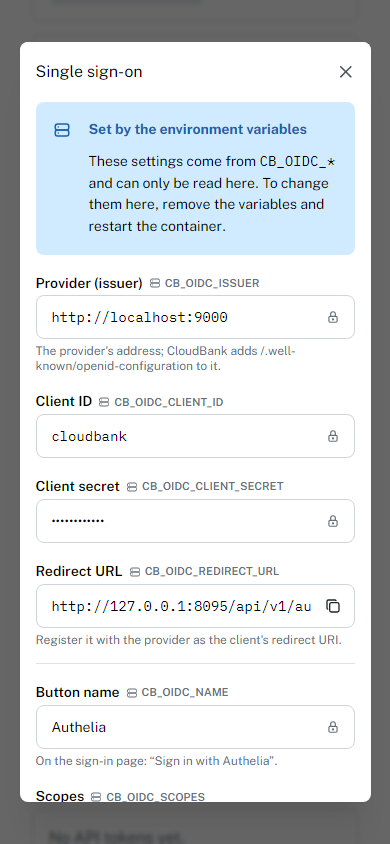 Single sign-on
Set by the environment variables
These settings come from CB_OIDC_*
and can only be read here. To change
them here, remove the variables and
restart the container.
Provider (issuer) CB_OIDC_ISSUER
http://localhost:9000
The provider's address; CloudBank adds /.well-
known/openid-configuration to it.
Client ID CB_OIDC_CLIENT_ID
cloudbank
Client secret CB_OIDC_CLIENT_SECRET
••••••••••••
Redirect URL CB_OIDC_REDIRECT_URL
http://127.0.0.1:8095/api/v1/au
Register it with the provider as the client's redirect URI.
Button name CB_OIDC_NAME
Authelia
On the sign-in page: “Sign in with Authelia”.
Scopes CB_OIDC_SCOPES
No API tokens yet.